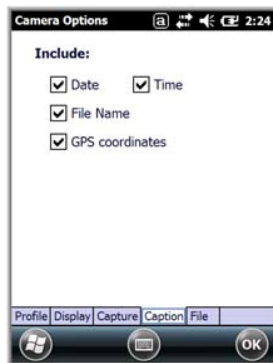 Camera Options a 2:24
Include:
Date Time
File Name
GPS coordinates
Profile Display Capture Caption File
OK